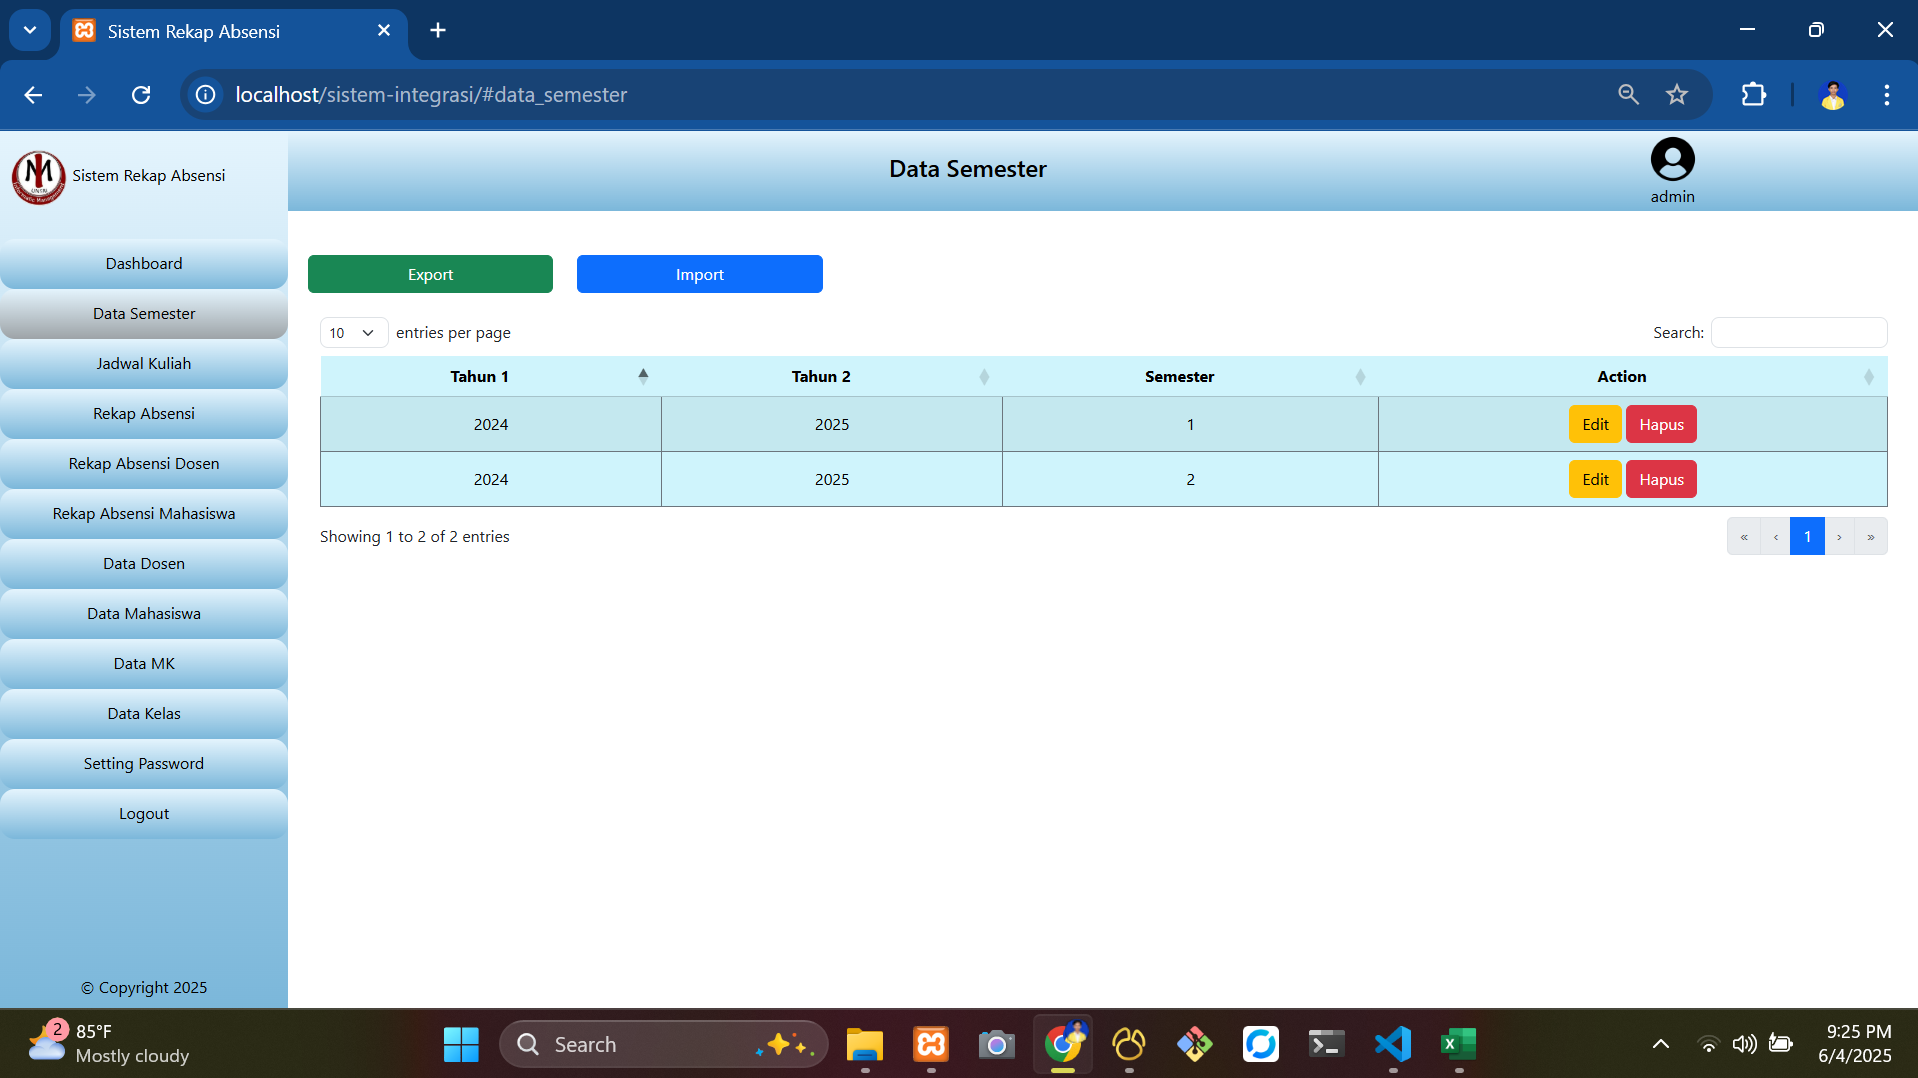 Sistem Rekap Absensi
localhost/sistem-integrasi/#data_semester
Sistem Rekap Absensi
Data Semester
admin
Dashboard
Data Semester
Jadwal Kuliah
Rekap Absensi
Rekap Absensi Dosen
Rekap Absensi Mahasiswa
Data Dosen
Data Mahasiswa
Data MK
Data Kelas
Setting Password
Logout
© Copyright 2025
Export Import
10 entries per page Search:
Tahun 1 Tahun 2 Semester Action
2024 2025 1 Edit Hapus
2024 2025 2 Edit Hapus
Showing 1 to 2 of 2 entries
« ‹ 1 › »
2 85°F
Mostly cloudy
Search
9:25 PM
6/4/2025